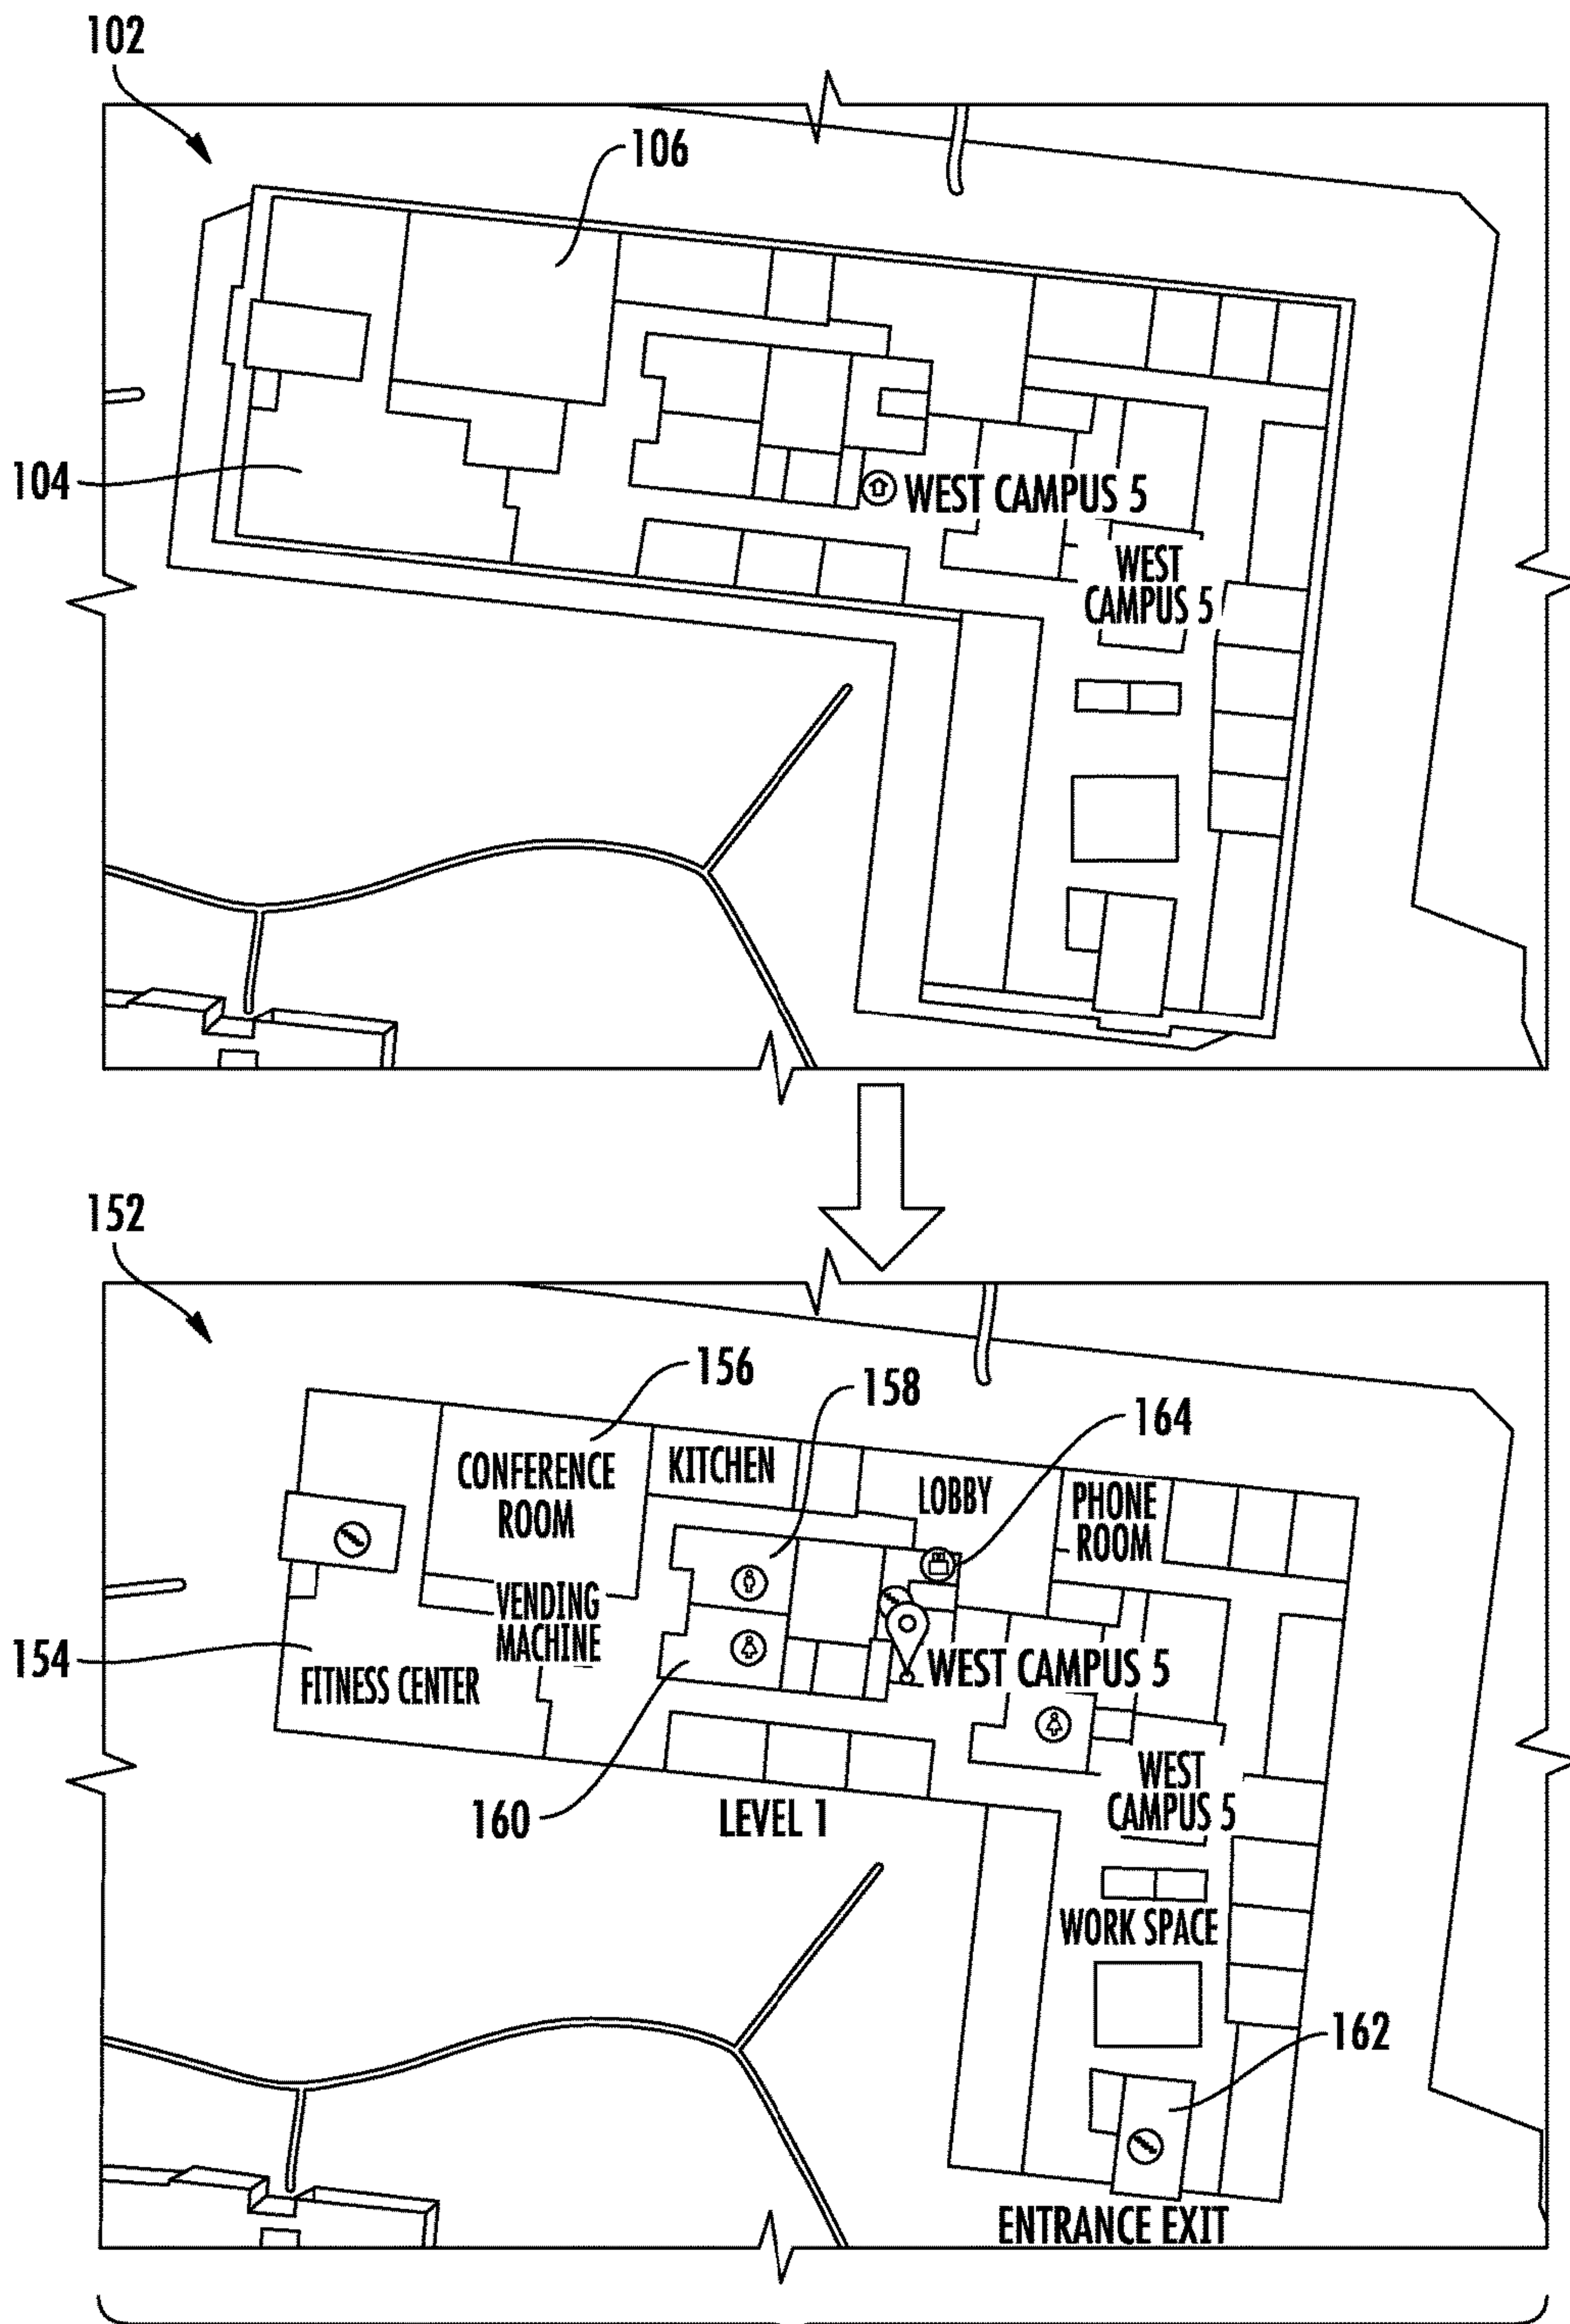 102
106
104
WEST CAMPUS 5
WEST
CAMPUS 5
152
156
158
164
CONFERENCE
ROOM
KITCHEN
LOBBY
PHONE
ROOM
VENDING
MACHINE
154
FITNESS CENTER
WEST CAMPUS 5
160
LEVEL 1
WEST
CAMPUS 5
WORK SPACE
162
ENTRANCE EXIT